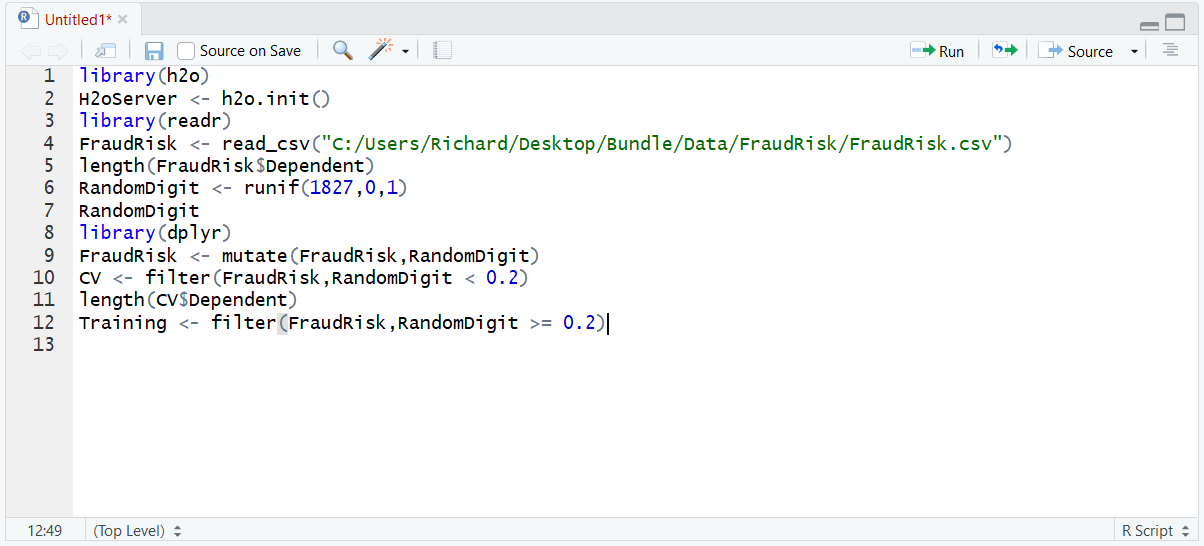 Untitled1*
Source on Save
Run
Source
1 library(h2o)
2 H2oServer <- h2o.init()
3 library(readr)
4 FraudRisk <- read_csv("C:/Users/Richard/Desktop/Bundle/Data/FraudRisk/FraudRisk.csv")
5 length(FraudRisk$Dependent)
6 RandomDigit <- runif(1827,0,1)
7 RandomDigit
8 library(dplyr)
9 FraudRisk <- mutate(FraudRisk,RandomDigit)
10 CV <- filter(FraudRisk,RandomDigit < 0.2)
11 length(CV$Dependent)
12 Training <- filter(FraudRisk,RandomDigit >= 0.2)
13
12:49 (Top Level) R Script